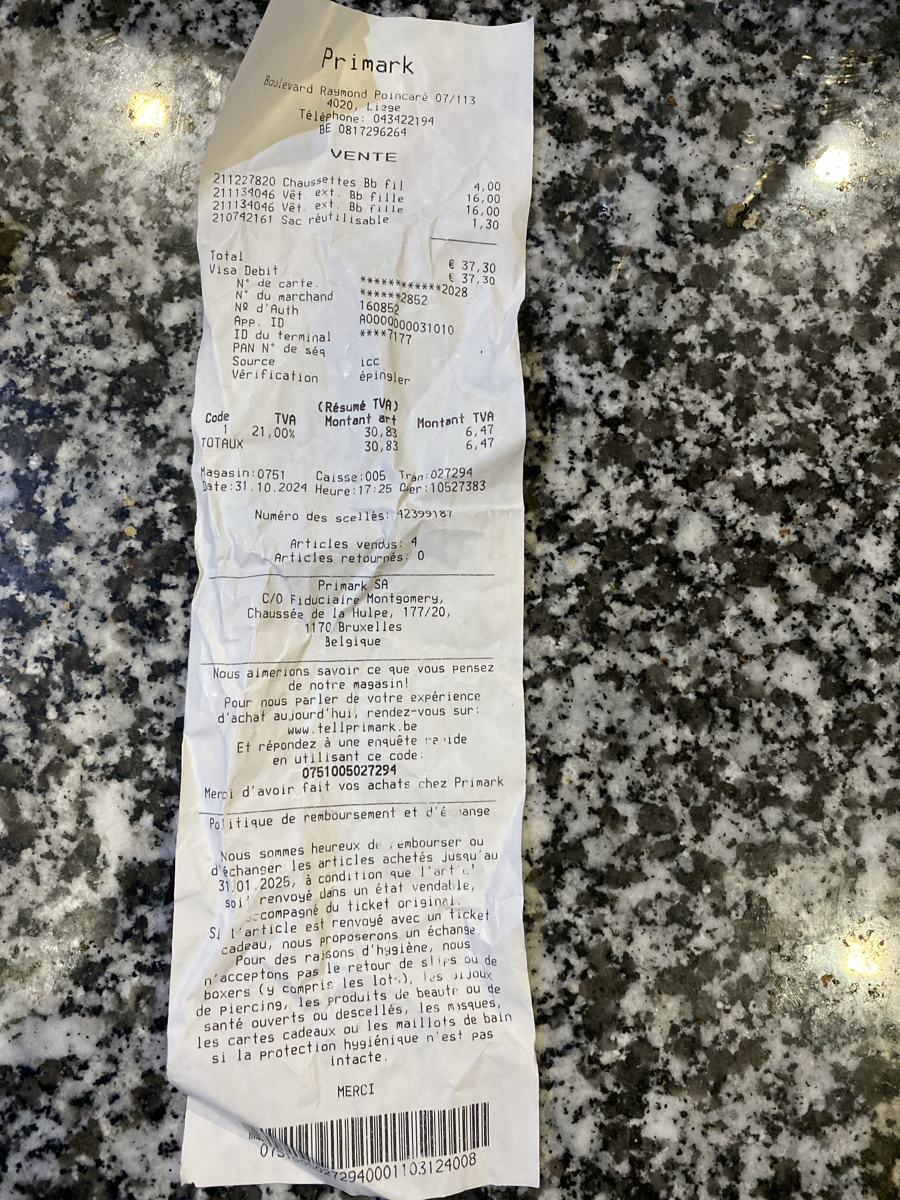 Primark
Boulevard Raymond Poincaré 07/113
4020, Liege
Téléphone: 043422194
BE 0817296264
VENTE
211227820 Chaussettes Bb fil 4,00
211134046 Vêt. ext. Bb fille 16,00
211134046 Vêt. ext. Bb fille 16,00
210742161 Sac réutilisable 1,30
Total € 37,30
Visa Debit € 37,30
N° de carte. ************2028
N° du marchand ******2852
Nº d'Auth 160852
App. ID A0000000031010
ID du terminal ****7177
PAN N° de séq
Source icc
Vérification épingler
(Résumé TVA)
Code TVA Montant art Montant TVA
1 21,00% 30,83 6,47
TOTAUX 30,83 6,47
Magasin:0751 Caisse:005 Tran:027294
Date:31.10.2024 Heure:17:25 Oper:10527383
Numéro des scellés: 42399187
Articles vendus: 4
Articles retournés: 0
Primark SA
C/O Fiduciaire Montgomery,
Chaussée de la Hulpe, 177/20,
1170 Bruxelles
Belgique
Nous aimerions savoir ce que vous pensez
de notre magasin!
Pour nous parler de votre expérience
d'achat aujourd'hui, rendez-vous sur:
www.tellprimark.be
Et répondez à une enquête rapide
en utilisant ce code:
0751005027294
Merci d'avoir fait vos achats chez Primark
Politique de remboursement et d'échange
Nous sommes heureux de rembourser ou
d'échanger les articles achetés jusqu'au
31.01.2025, à condition que l'article
soit renvoyé dans un état vendable,
accompagné du ticket original.
Si l'article est renvoyé avec un ticket
cadeau, nous proposerons un échange.
Pour des raisons d'hygiène, nous
n'acceptons pas le retour de slips ou de
boxers (y compris les lots), les bijoux
de piercing, les produits de beauté ou de
santé ouverts ou descellés, les masques,
les cartes cadeaux ou les maillots de bain
si la protection hygiénique n'est pas
intacte.
MERCI